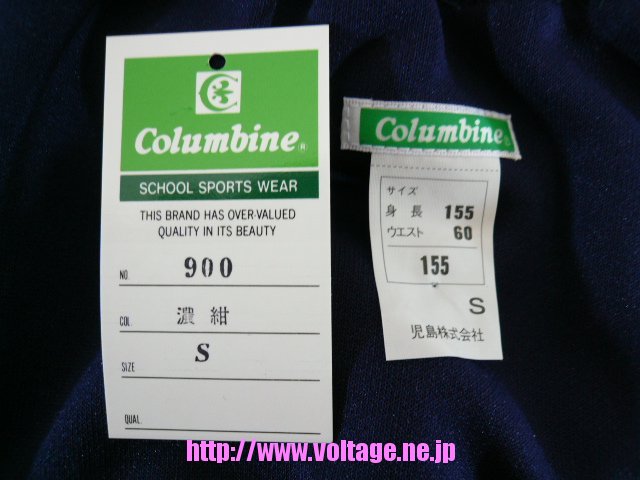 Columbine®
SCHOOL SPORTS WEAR
THIS BRAND HAS OVER-VALUED
QUALITY IN ITS BEAUTY
NO. 900
COL. 濃紺
SIZE S
QUAL.
Columbine®
サイズ
身長 155
ウエスト 60
155
S
児島株式会社
http://www.voltage.ne.jp